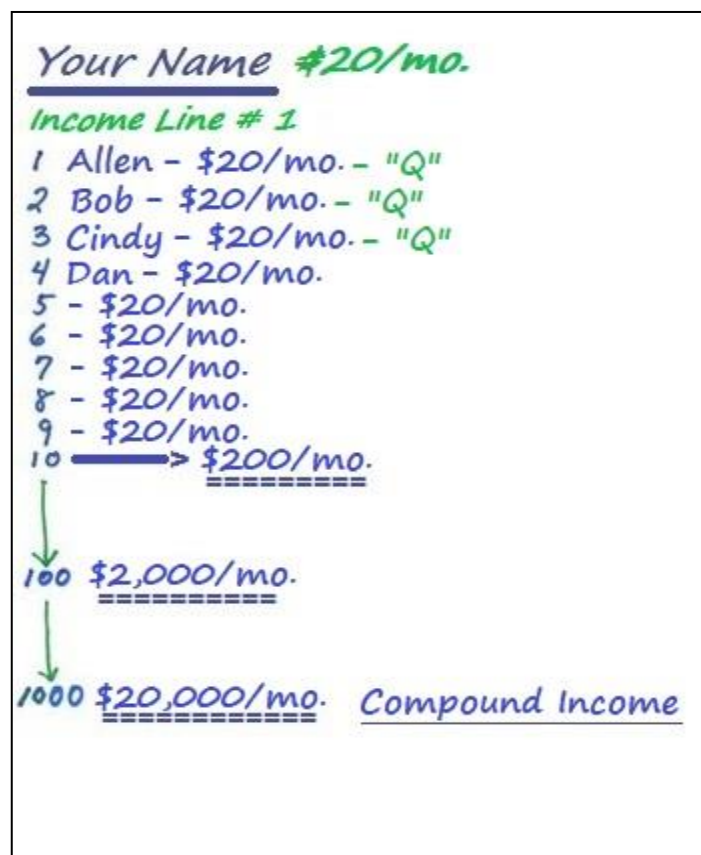 Your Name $20/mo.
Income Line # 1
1 Allen - $20/mo. - "Q"
2 Bob - $20/mo. - "Q"
3 Cindy - $20/mo. - "Q"
4 Dan - $20/mo.
5 - $20/mo.
6 - $20/mo.
7 - $20/mo.
8 - $20/mo.
9 - $20/mo.
10 > $200/mo.
=========
100 $2,000/mo.
==========
1000 $20,000/mo. Compound Income
============